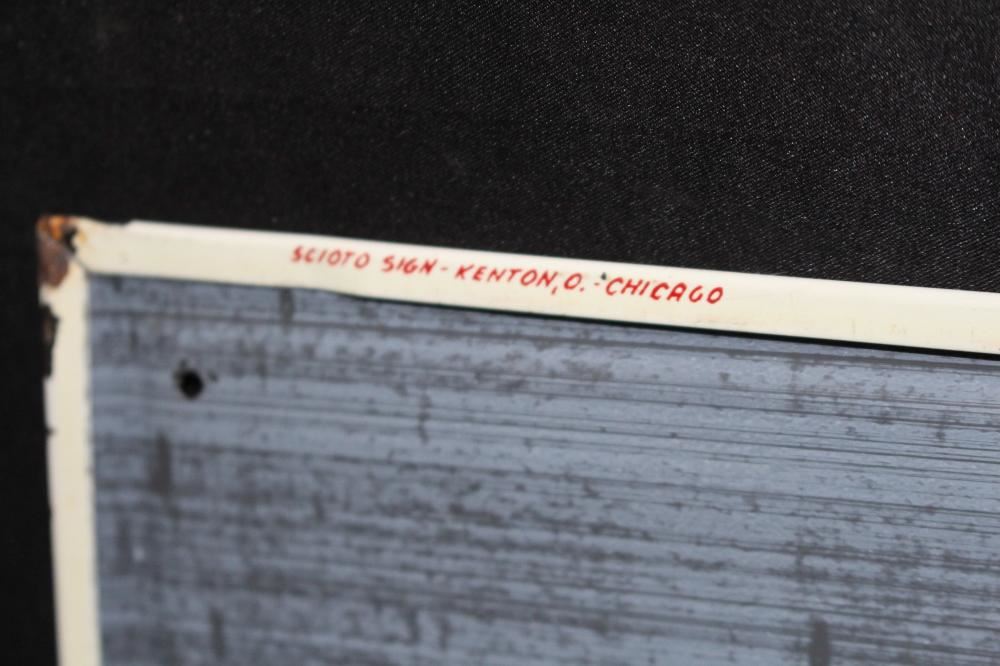 SCIOTO SIGN - KENTON, O. - CHICAGO